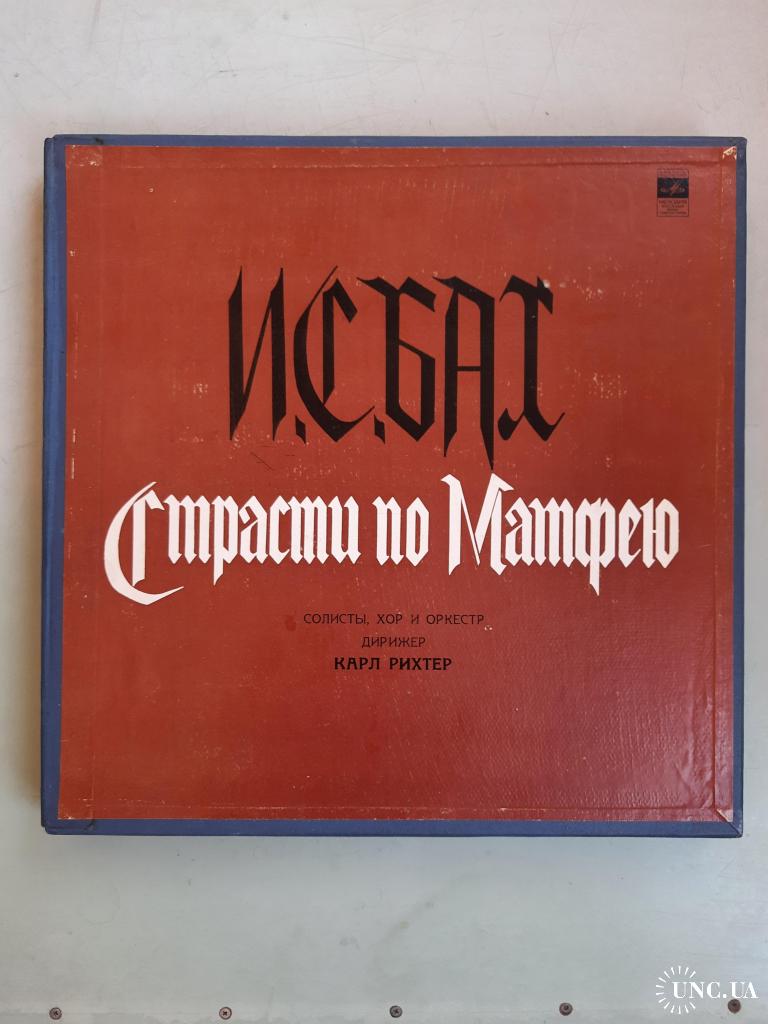 И.С.БАХ
Страсти по Матфею
СОЛИСТЫ, ХОР И ОРКЕСТР
ДИРИЖЕР
КАРЛ РИХТЕР
UNC.UA